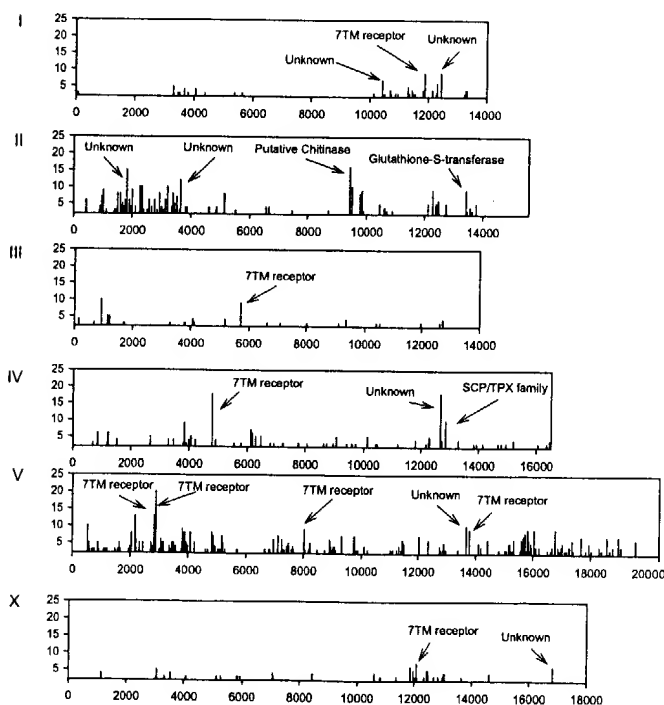 I
25
20
15
10
5
7TM receptor
Unknown
Unknown
0 2000 4000 6000 8000 10000 12000 14000
II
25
20
15
10
5
Unknown
Unknown
Putative Chitinase
Glutathione-S-transferase
0 2000 4000 6000 8000 10000 12000 14000
III
25
20
15
10
5
7TM receptor
0 2000 4000 6000 8000 10000 12000 14000
IV
25
20
15
10
5
7TM receptor
Unknown
SCP/TPX family
0 2000 4000 6000 8000 10000 12000 14000 16000
V
25
20
15
10
5
7TM receptor
7TM receptor
7TM receptor
Unknown
7TM receptor
0 2000 4000 6000 8000 10000 12000 14000 16000 18000 20000
X
25
20
15
10
5
7TM receptor
Unknown
0 2000 4000 6000 8000 10000 12000 14000 16000 18000